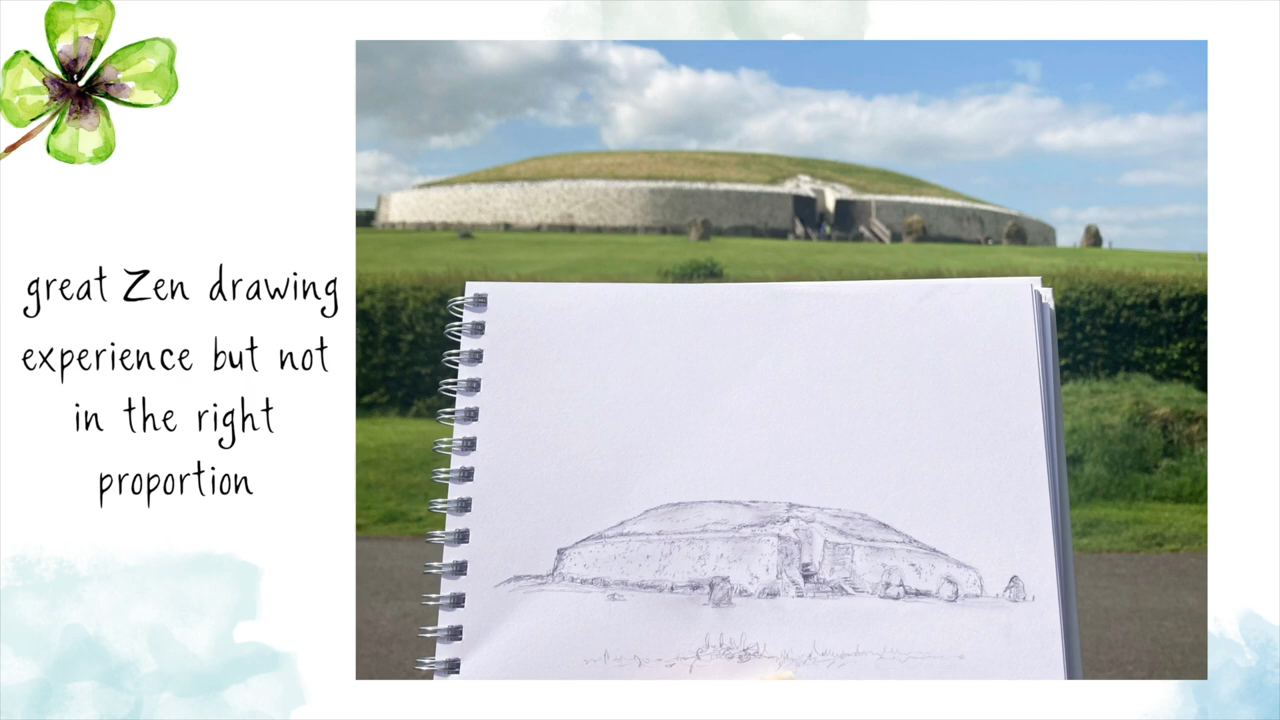 great Zen drawing
experience but not
in the right
proportion